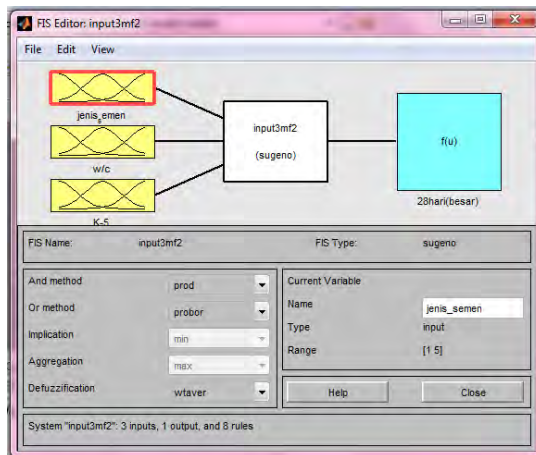 FIS Editor: input3mf2
File Edit View
jenis_semen
w/c
K-5
input3mf2
(sugeno)
f(u)
28hari(besar)
FIS Name: input3mf2 FIS Type: sugeno
And method prod
Or method probor
Implication min
Aggregation max
Defuzzification wtaver
Current Variable
Name jenis_semen
Type input
Range [1 5]
Help Close
System "input3mf2": 3 inputs, 1 output, and 8 rules